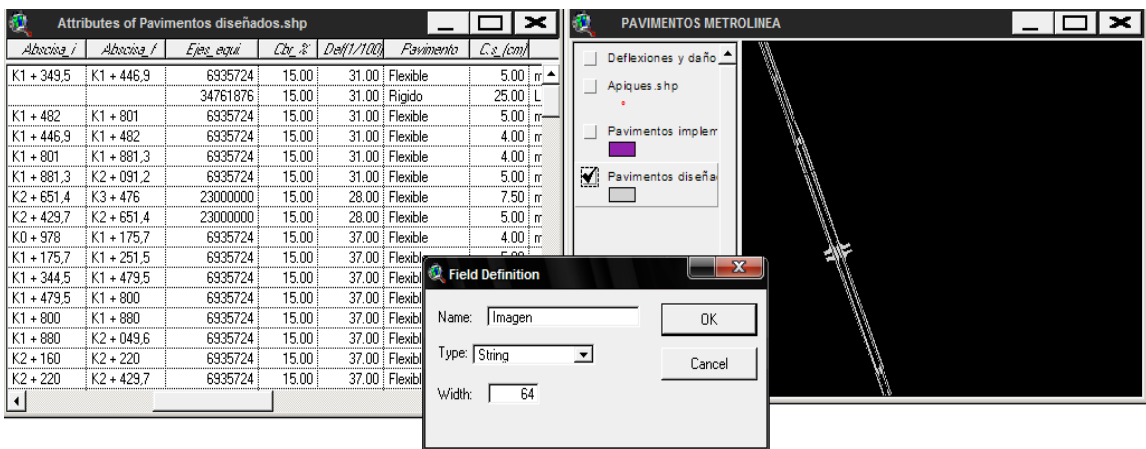 Attributes of Pavimentos diseñados.shp
Abscisa_i Abscisa_f Ejes_equi Cbr_% Defl(1/100) Pavimento C.s_(cm)
K1 + 349,5 K1 + 446,9 6935724 15.00 31.00 Flexible 5.00 m
34761876 15.00 31.00 Rigido 25.00 L
K1 + 482 K1 + 801 6935724 15.00 31.00 Flexible 5.00 m
K1 + 446,9 K1 + 482 6935724 15.00 31.00 Flexible 4.00 m
K1 + 801 K1 + 881,3 6935724 15.00 31.00 Flexible 4.00 m
K1 + 881,3 K2 + 091,2 6935724 15.00 31.00 Flexible 5.00 m
K2 + 651,4 K3 + 476 23000000 15.00 28.00 Flexible 7.50 m
K2 + 429,7 K2 + 651,4 23000000 15.00 28.00 Flexible 5.00 m
K0 + 978 K1 + 175,7 6935724 15.00 37.00 Flexible 4.00 m
K1 + 175,7 K1 + 251,5 6935724 15.00 37.00 Flexibl 5.00
K1 + 344,5 K1 + 479,5 6935724 15.00 37.00 Flexibl
K1 + 479,5 K1 + 800 6935724 15.00 37.00 Flexibl
K1 + 800 K1 + 880 6935724 15.00 37.00 Flexibl
K1 + 880 K2 + 049,6 6935724 15.00 37.00 Flexibl
K2 + 160 K2 + 220 6935724 15.00 37.00 Flexibl
K2 + 220 K2 + 429,7 6935724 15.00 37.00 Flexibl
PAVIMENTOS METROLINEA
Deflexiones y daño
Apiques.shp
Pavimentos implem
Pavimentos diseña
Field Definition
Name: Imagen
OK
Type: String
Cancel
Width: 64